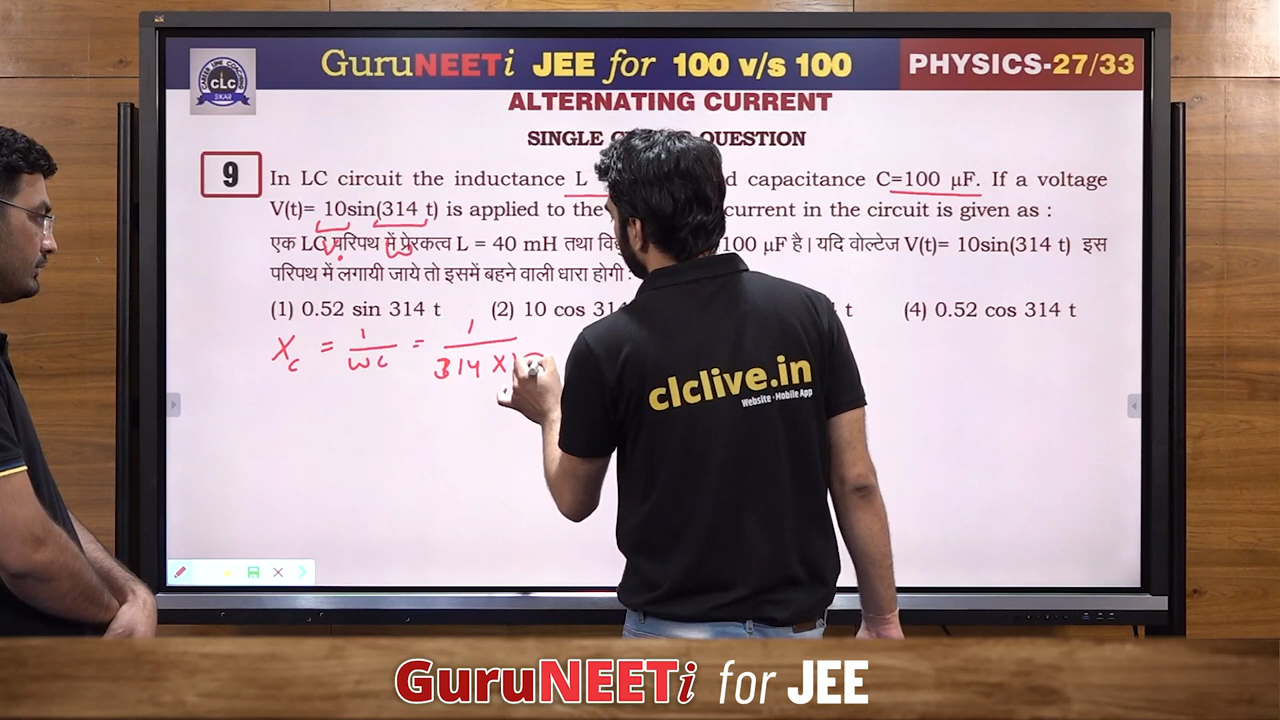 GuruNEETi JEE for 100 v/s 100
PHYSICS-27/33
CLC
SIKAR
ALTERNATING CURRENT
SINGLE QUESTION
9
In LC circuit the inductance L capacitance C=100 μF. If a voltage
V(t)= 10sin(314 t) is applied to the current in the circuit is given as :
एक LC परिपथ में प्रेरकत्व L = 40 mH तथा 100 μF है। यदि वोल्टेज V(t)= 10sin(314 t) इस
परिपथ में लगायी जाये तो इसमें बहने वाली धारा होगी :
(1) 0.52 sin 314 t (2) 10 cos 31 t (4) 0.52 cos 314 t
V. W
Xc = 1/wc = 1/314 X
clclive.in
Website - Mobile App
GuruNEETi for JEE